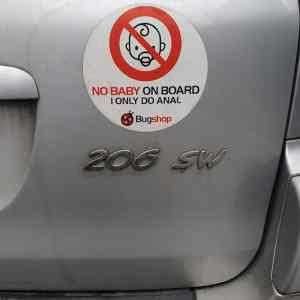 NO BABY ON BOARD
I ONLY DO ANAL
Bugshop
206 SW